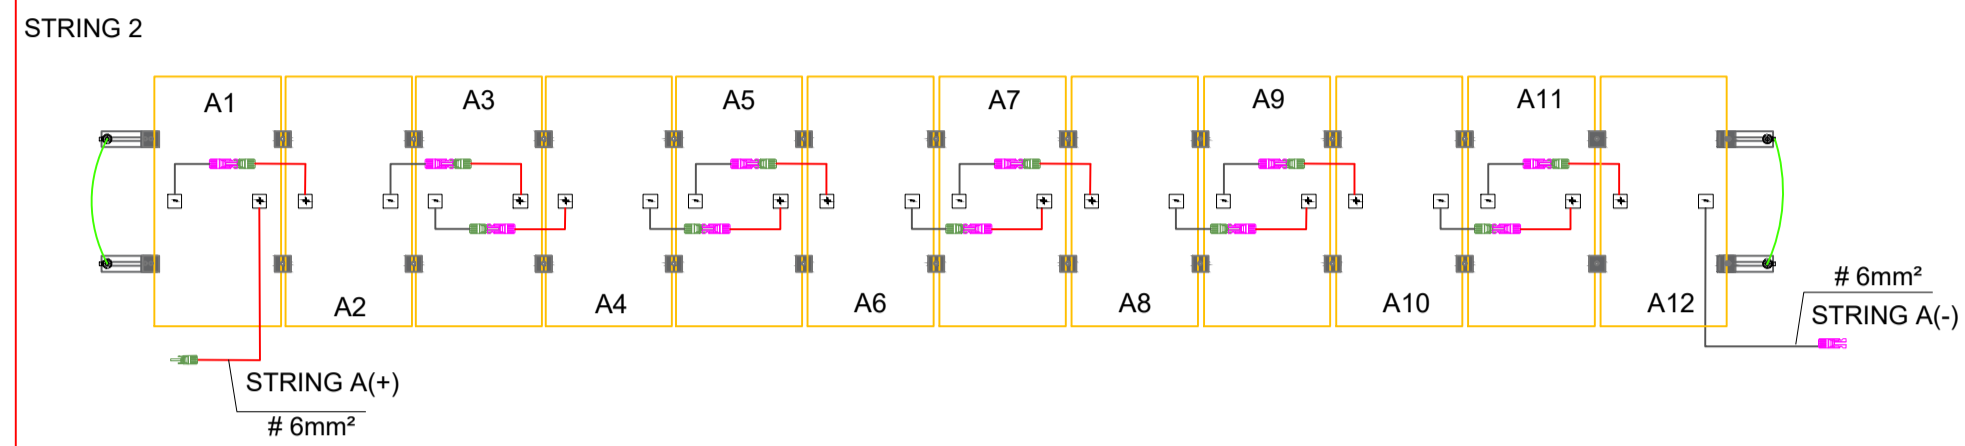 STRING 2
A1
A3
A5
A7
A9
A11
- + + - - + + - - + + - - + + - - + + - - + + -
A2
A4
A6
A8
A10
A12
# 6mm²
STRING A(-)
STRING A(+)
# 6mm²